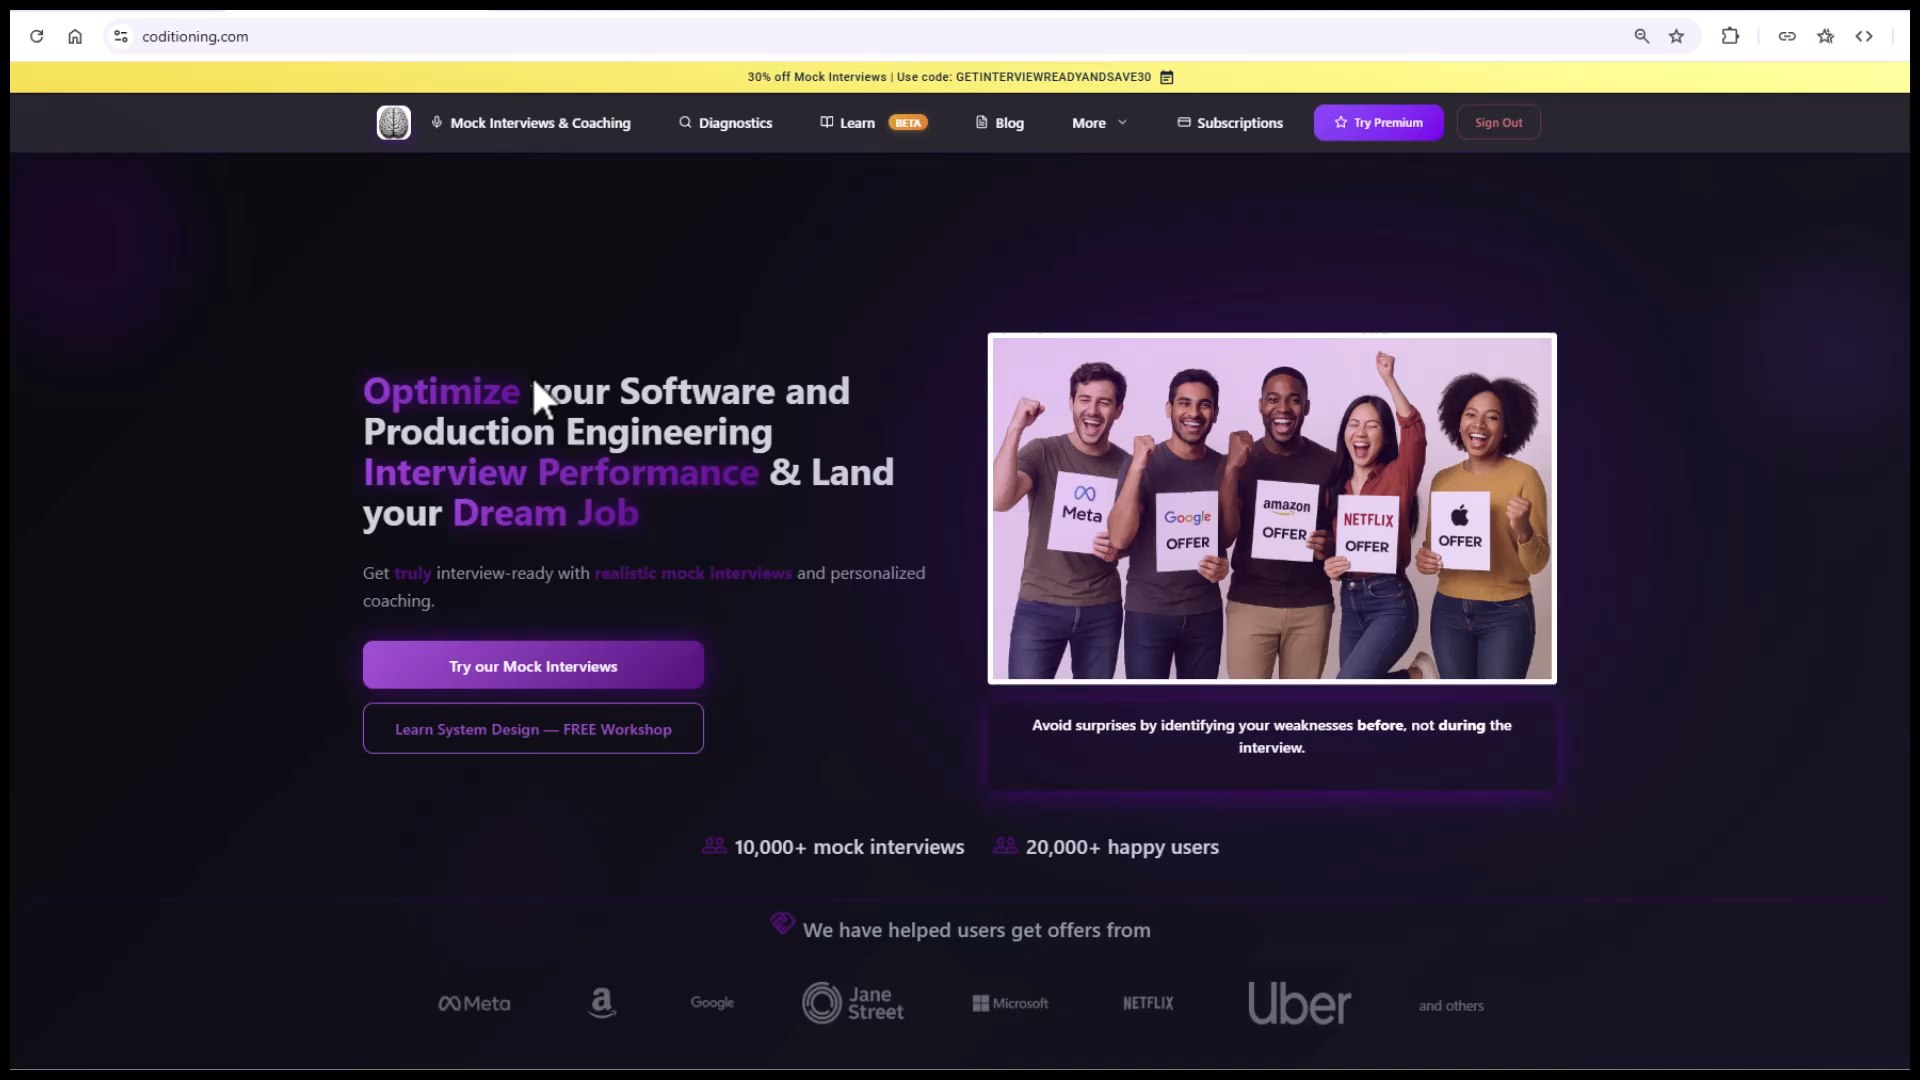 coditioning.com
30% off Mock Interviews | Use code: GETINTERVIEWREADYANDSAVE30
Mock Interviews & Coaching
Diagnostics
Learn
BETA
Blog
More
Subscriptions
Try Premium
Sign Out
Optimize your Software and
Production Engineering
Interview Performance & Land
your Dream Job
Get truly interview-ready with realistic mock interviews and personalized
coaching.
Try our Mock Interviews
Learn System Design — FREE Workshop
Meta
Google
OFFER
amazon
OFFER
NETFLIX
OFFER
OFFER
Avoid surprises by identifying your weaknesses before, not during the
interview.
10,000+ mock interviews
20,000+ happy users
We have helped users get offers from
Meta
a
Google
Jane
Street
Microsoft
NETFLIX
Uber
and others